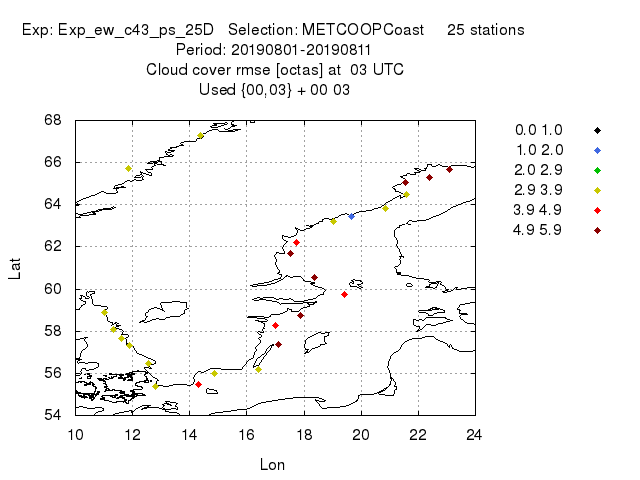 Exp: Exp_ew_c43_ps_25D Selection: METCOOPCoast 25 stations
Period: 20190801-20190811
Cloud cover rmse [octas] at 03 UTC
Used {00,03} + 00 03
68
66
64
62
60
58
56
54
Lat
10 12 14 16 18 20 22 24
Lon
0.0 1.0
1.0 2.0
2.0 2.9
2.9 3.9
3.9 4.9
4.9 5.9